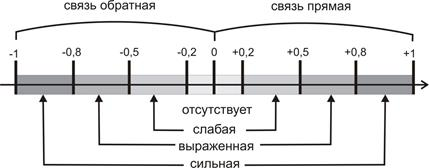 связь обратная связь прямая
-1 -0,8 -0,5 -0,2 0 +0,2 +0,5 +0,8 +1
отсутствует
слабая
выраженная
сильная